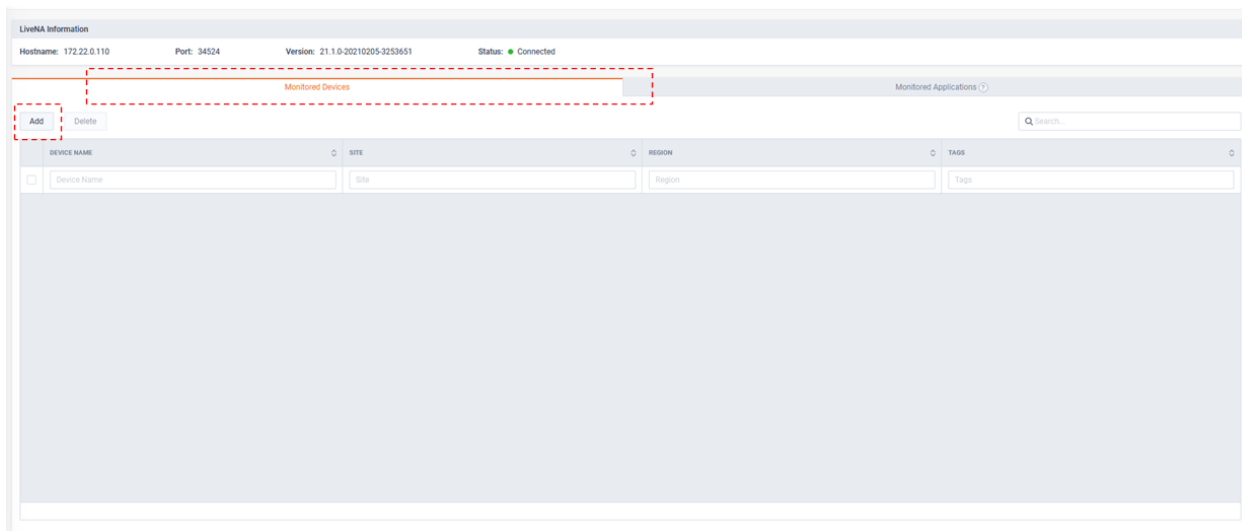 LiveNA Information
Hostname: 172.22.0.110 Port: 34524 Version: 21.1.0-20210205-3253651 Status: Connected
Monitored Devices Monitored Applications ?
Add Delete Search...
DEVICE NAME SITE REGION TAGS
Device Name Site Region Tags